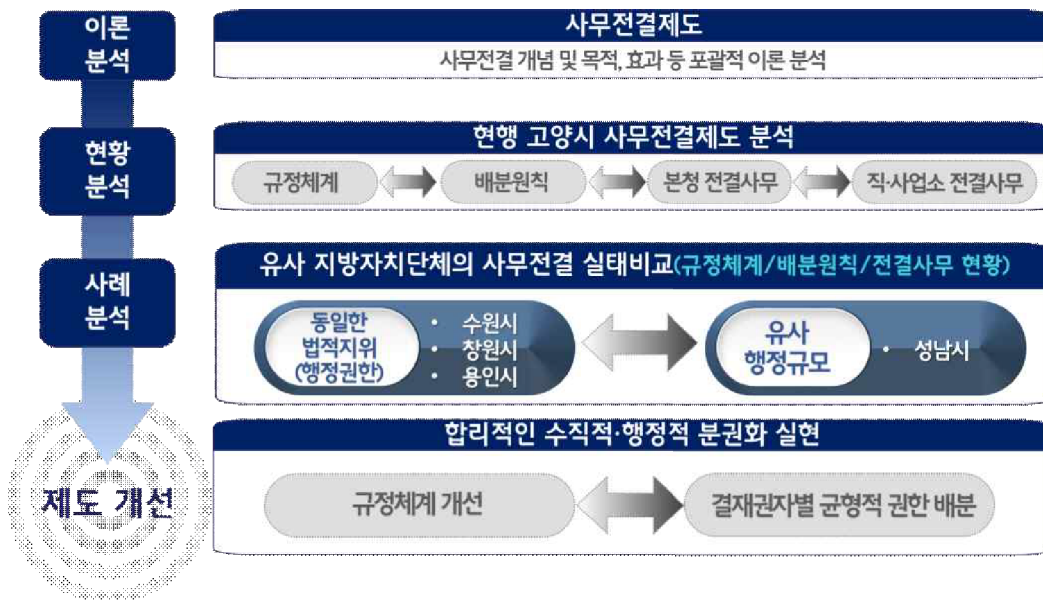 이론
분석
사무전결제도
사무전결 개념 및 목적, 효과 등 포괄적 이론 분석
현황
분석
현행 고양시 사무전결제도 분석
규정체계
배분원칙
본청 전결사무
직·사업소 전결사무
사례
분석
유사 지방자치단체의 사무전결 실태비교(규정체계/배분원칙/전결사무 현황)
동일한
법적지위
(행정권한)
• 수원시
• 창원시
• 용인시
유사
행정규모
• 성남시
합리적인 수직적·행정적 분권화 실현
제도 개선
규정체계 개선
결재권자별 균형적 권한 배분